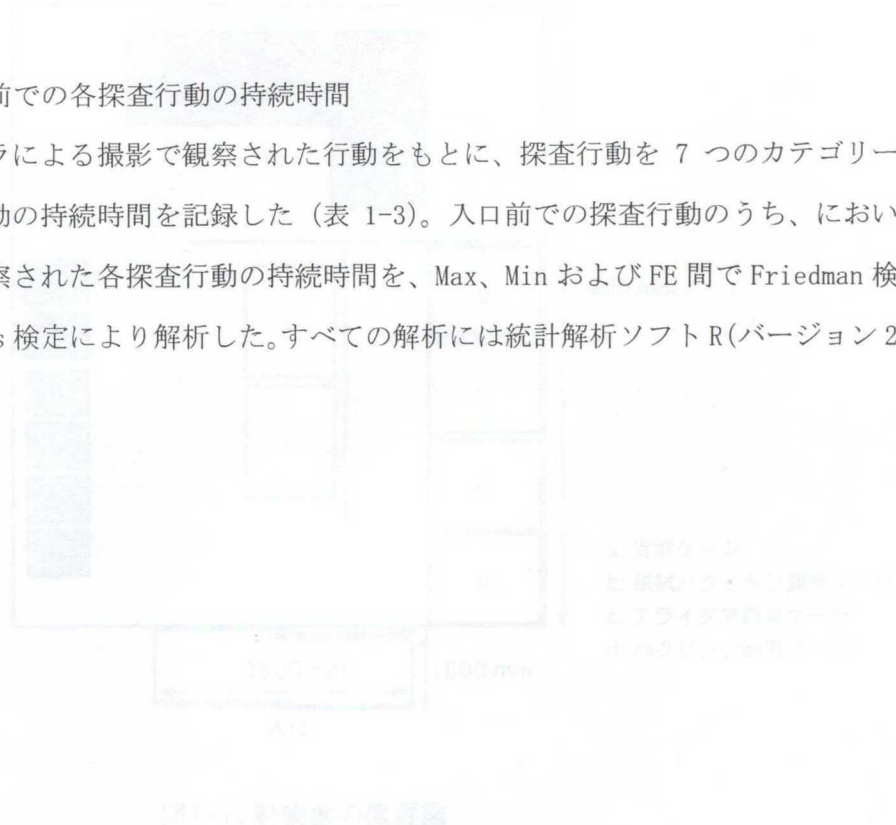 前での各探査行動の持続時間
ラによる撮影で観察された行動をもとに、探査行動を 7 つのカテゴリー
動の持続時間を記録した (表 1-3)。入口前での探査行動のうち、におい
察された各探査行動の持続時間を、Max、Min および FE 間で Friedman 検
s 検定により解析した。すべての解析には統計解析ソフト R(バージョン 2